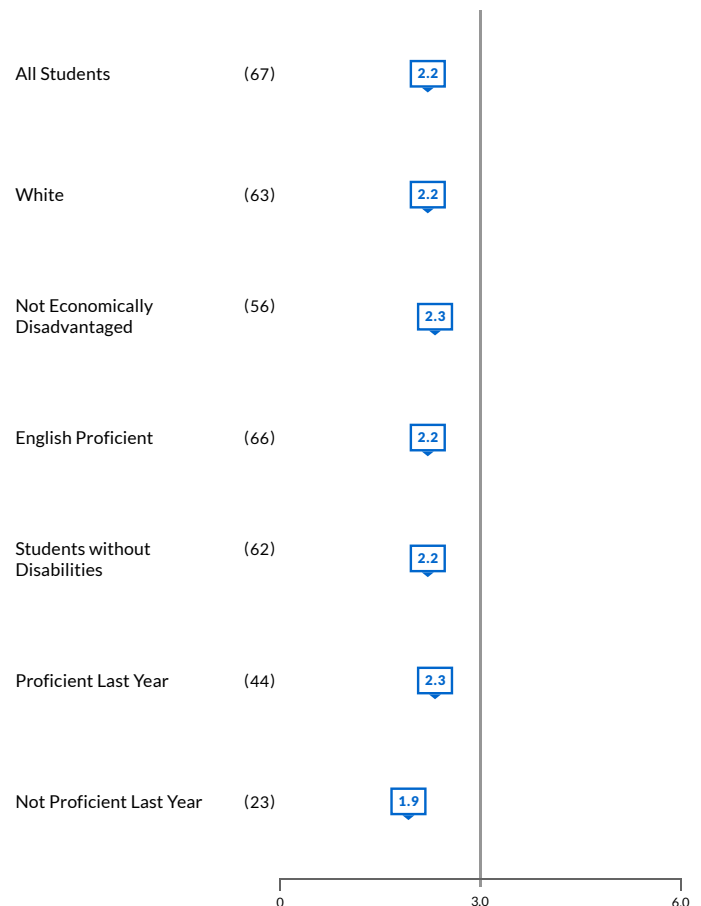 All Students (67) 2.2
White (63) 2.2
Not Economically (56) 2.3
Disadvantaged
English Proficient (66) 2.2
Students without (62) 2.2
Disabilities
Proficient Last Year (44) 2.3
Not Proficient Last Year (23) 1.9
0 3.0 6.0